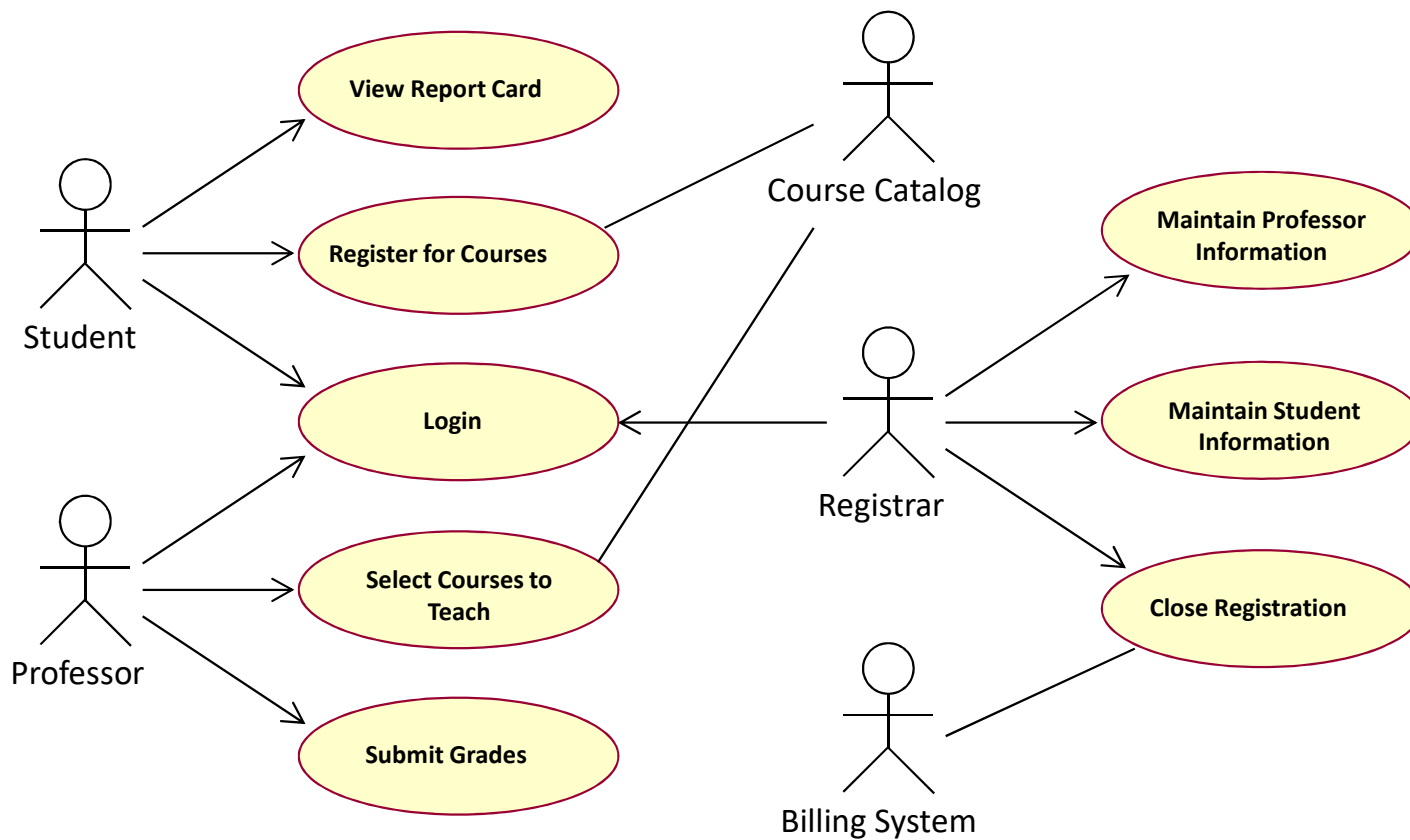 View Report Card
Course Catalog
Maintain Professor
Information
Register for Courses
Student
Login
Maintain Student
Information
Registrar
Select Courses to
Teach
Close Registration
Professor
Submit Grades
Billing System